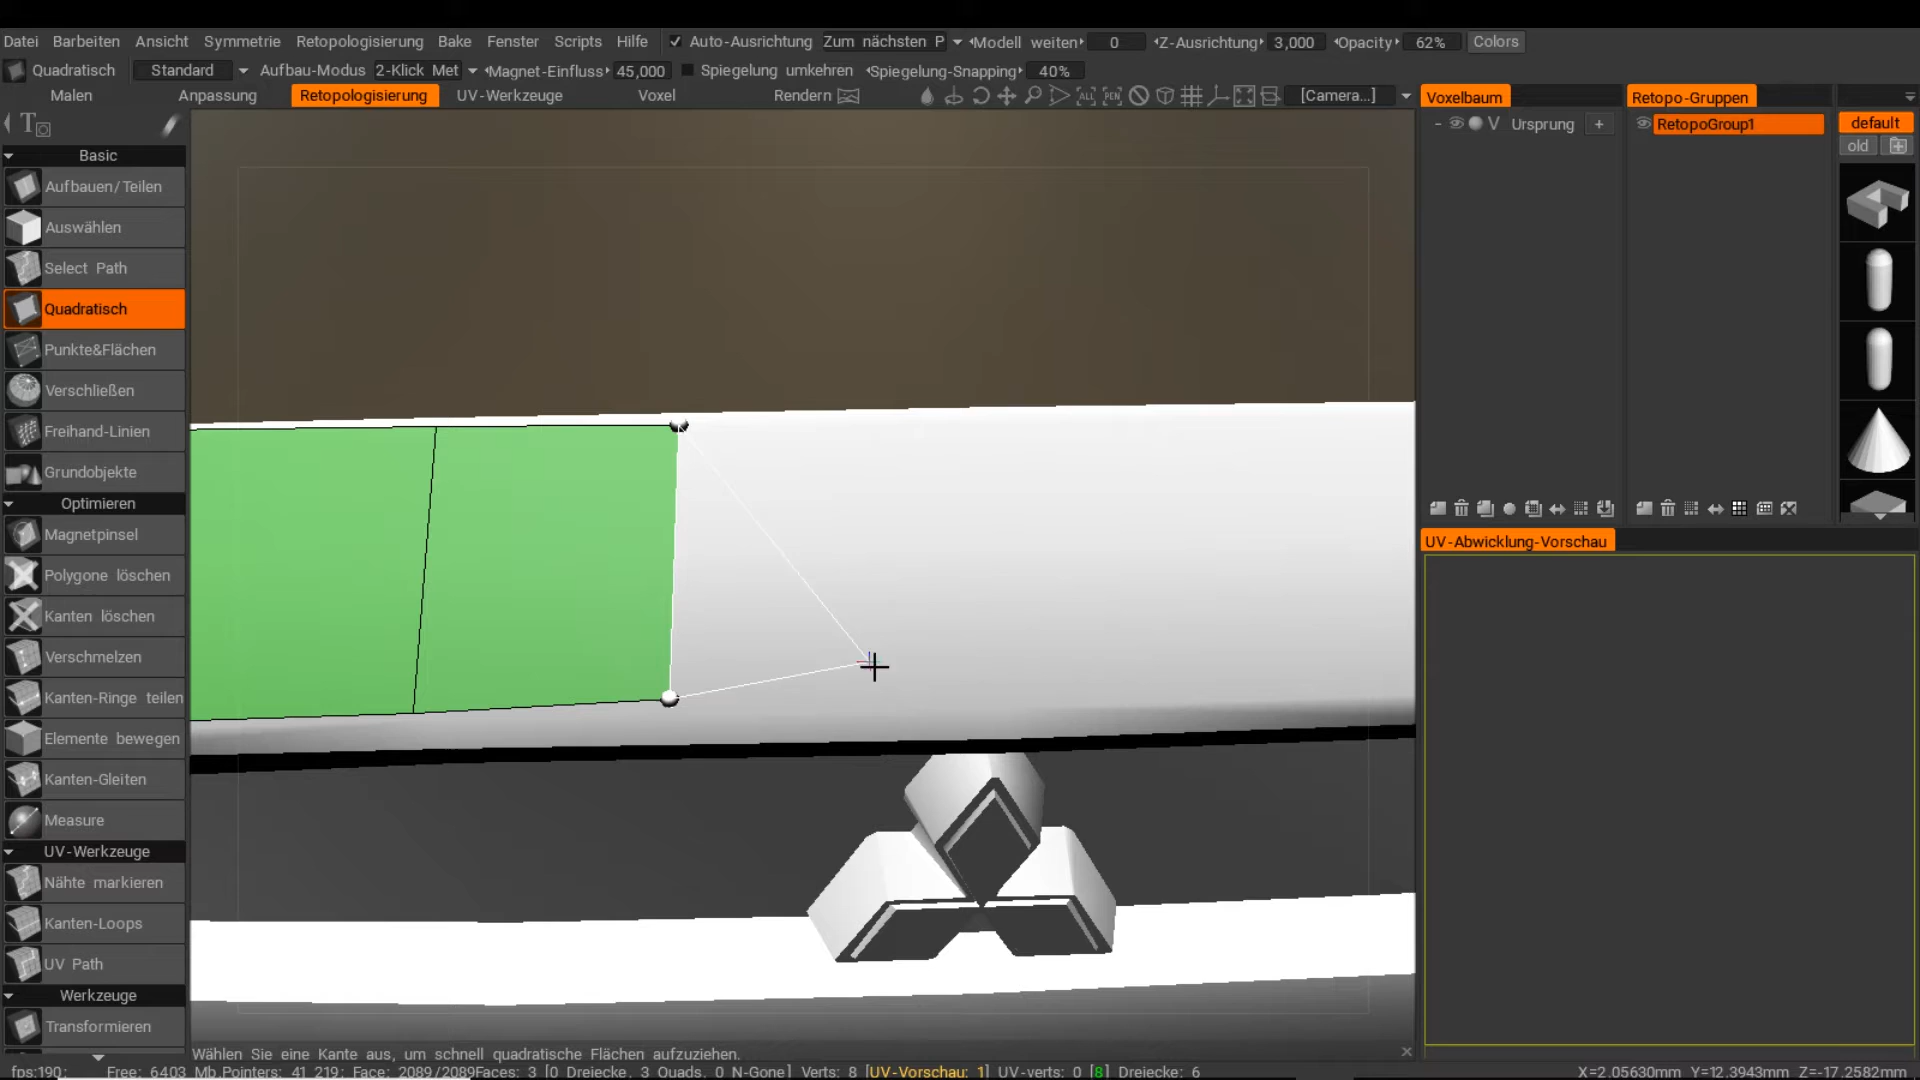 Datei Bearbeiten Ansicht Symmetrie Retopologisierung Bake Fenster Scripts Hilfe Auto-Ausrichtung Zum nächsten P Modell weiten 0 Z-Ausrichtung 3,000 Opacity 62% Colors
Quadratisch Standard Aufbau-Modus 2-Klick Met Magnet-Einfluss 45,000 Spiegelung umkehren Spiegelung-Snapping 40%
Malen Anpassung Retopologisierung UV-Werkzeuge Voxel Rendern ALL PEN [Camera...] Voxelbaum Retopo-Gruppen
- V Ursprung + RetopoGroup1 default
old
Basic
Aufbauen/Teilen
Auswählen
Select Path
Quadratisch
Punkte&Flächen
Verschließen
Freihand-Linien
Grundobjekte
Optimieren
Magnetpinsel
Polygone löschen
Kanten löschen
Verschmelzen
Kanten-Ringe teilen
Elemente bewegen
Kanten-Gleiten
Measure
UV-Werkzeuge
Nähte markieren
Kanten-Loops
UV Path
Werkzeuge
Transformieren
UV-Abwicklung-Vorschau
Wählen Sie eine Kante aus, um schnell quadratische Flächen aufzuziehen.
fps:190; Free: 6403 Mb.Pointers: 41 219; Face: 2089/2089Faces: 3 [0 Dreiecke, 3 Quads, 0 N-Gone] Verts: 8 [UV-Vorschau: 1] UV-verts: 0 [8] Dreiecke: 6 X=2.05630mm Y=12.3943mm Z=-17.2582mm